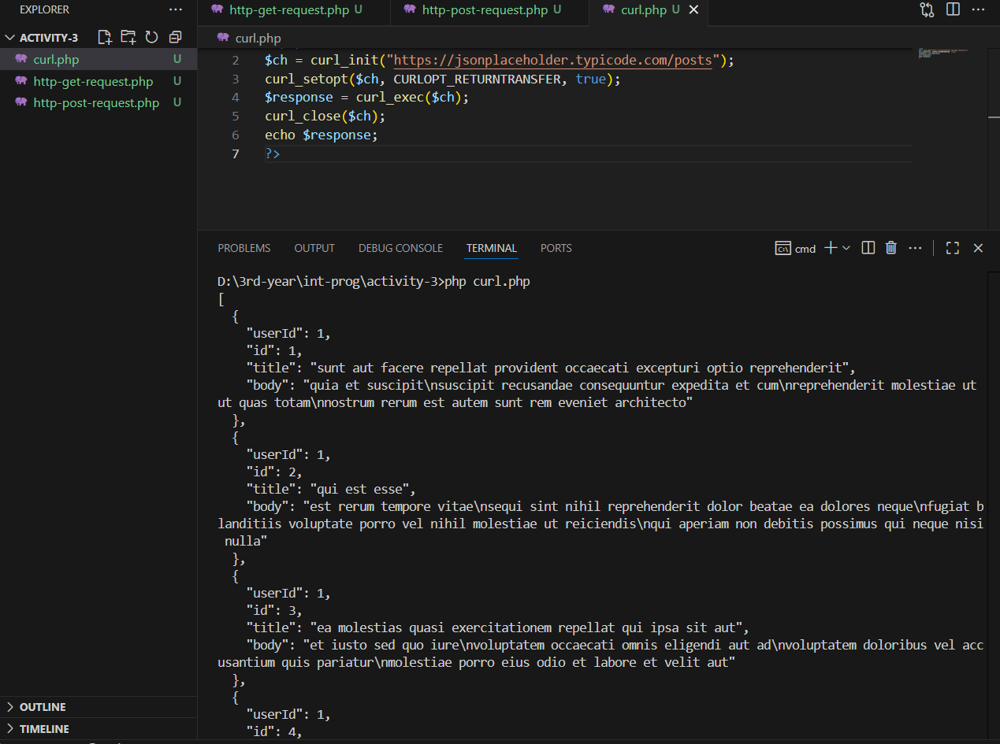 EXPLORER
http-get-request.php U
http-post-request.php U
curl.php U
ACTIVITY-3
curl.php
curl.php U
http-get-request.php U
http-post-request.php U
2 $ch = curl_init("https://jsonplaceholder.typicode.com/posts");
3 curl_setopt($ch, CURLOPT_RETURNTRANSFER, true);
4 $response = curl_exec($ch);
5 curl_close($ch);
6 echo $response;
7 ?>
PROBLEMS OUTPUT DEBUG CONSOLE TERMINAL PORTS
cmd
D:\3rd-year\int-prog\activity-3>php curl.php
[
{
"userId": 1,
"id": 1,
"title": "sunt aut facere repellat provident occaecati excepturi optio reprehenderit",
"body": "quia et suscipit\nsuscipit recusandae consequuntur expedita et cum\nreprehenderit molestiae ut
ut quas totam\nnostrum rerum est autem sunt rem eveniet architecto"
},
{
"userId": 1,
"id": 2,
"title": "qui est esse",
"body": "est rerum tempore vitae\nsequi sint nihil reprehenderit dolor beatae ea dolores neque\nfugiat b
landitiis voluptate porro vel nihil molestiae ut reiciendis\nqui aperiam non debitis possimus qui neque nisi
nulla"
},
{
"userId": 1,
"id": 3,
"title": "ea molestias quasi exercitationem repellat qui ipsa sit aut",
"body": "et iusto sed quo iure\nvoluptatem occaecati omnis eligendi aut ad\nvoluptatem doloribus vel acc
usantium quis pariatur\nmolestiae porro eius odio et labore et velit aut"
},
{
"userId": 1,
"id": 4,
OUTLINE
TIMELINE